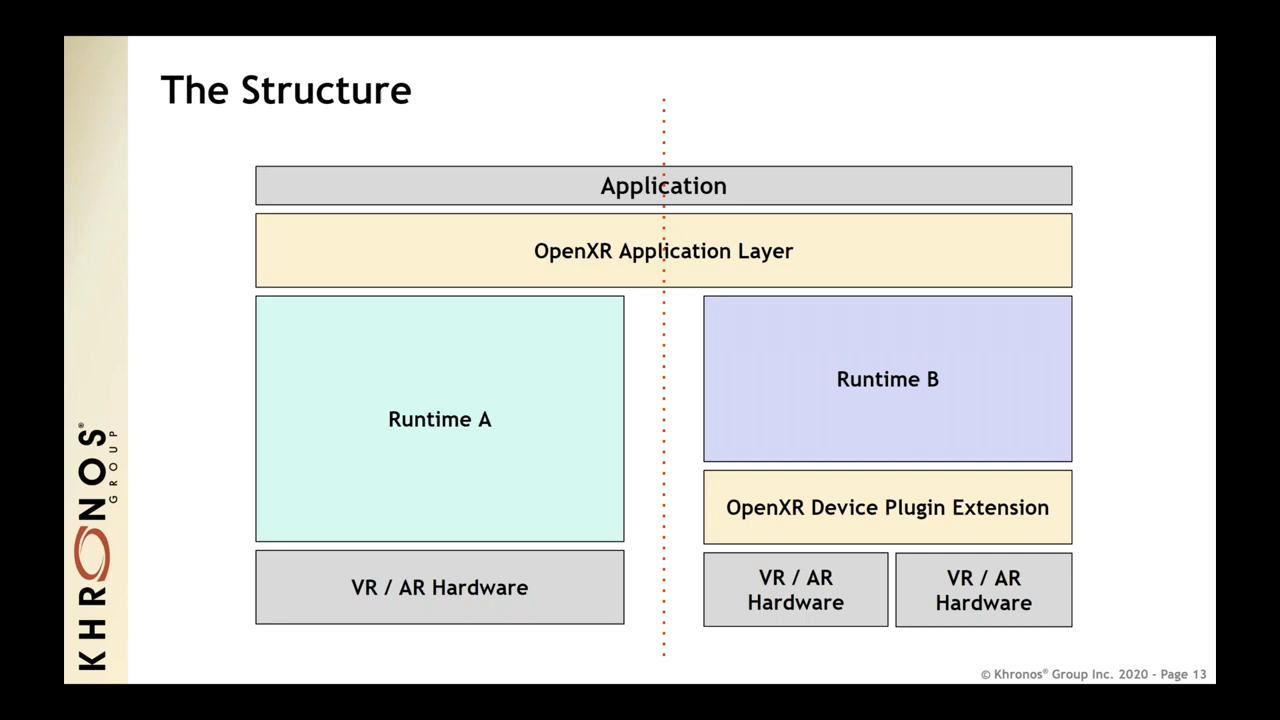 The Structure
Application
OpenXR Application Layer
Runtime A
Runtime B
OpenXR Device Plugin Extension
VR / AR Hardware
VR / AR
Hardware
VR / AR
Hardware
KHRONOS®
GROUP
© Khronos® Group Inc. 2020 - Page 13